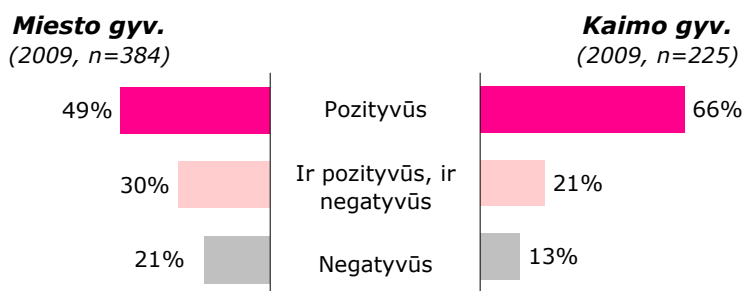 Miesto gyv.
(2009, n=384)
Kaimo gyv.
(2009, n=225)
49%
Pozityvūs
66%
30%
Ir pozityvūs, ir
negatyvūs
21%
21%
Negatyvūs
13%